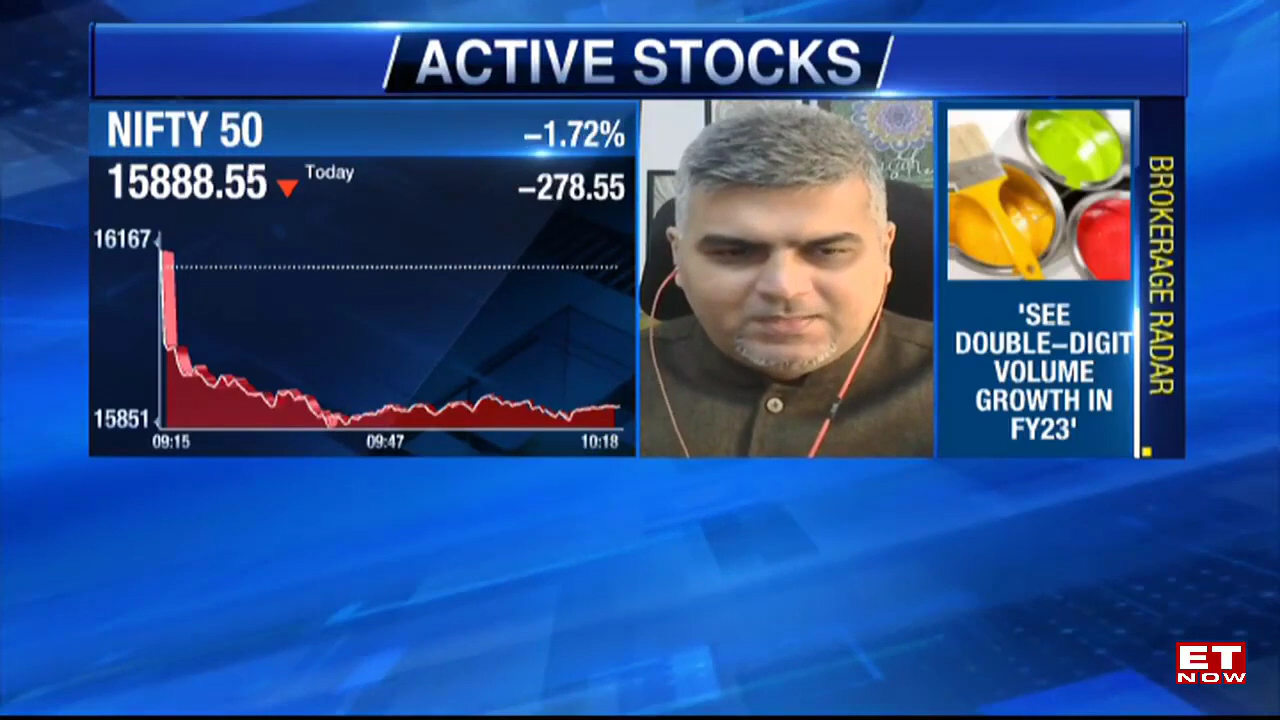 ACTIVE STOCKS
NIFTY 50
–1.72%
15888.55
Today
–278.55
16167
15851
09:15
09:47
10:18
'SEE
DOUBLE–DIGIT
VOLUME
GROWTH IN
FY23'
BROKERAGE RADAR
ET
NOW